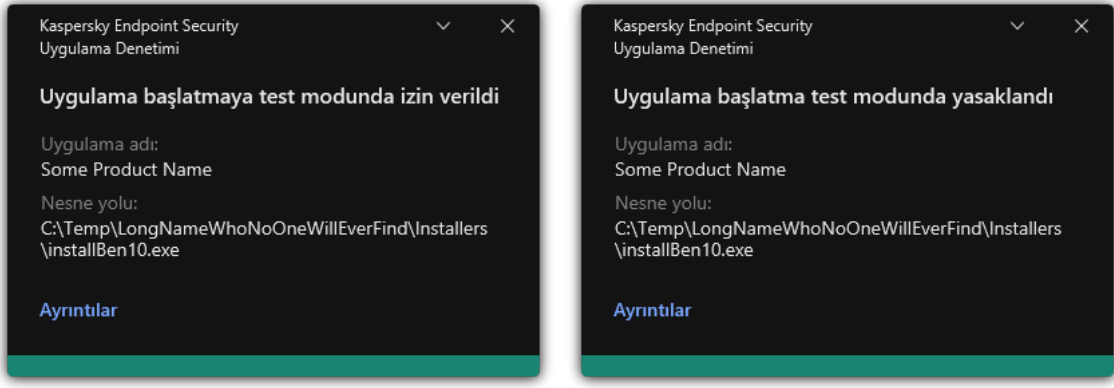 Kaspersky Endpoint Security
Uygulama Denetimi
Uygulama başlatmaya test modunda izin verildi
Uygulama adı:
Some Product Name
Nesne yolu:
C:\Temp\LongNameWhoNoOneWillEverFind\Installers
\installBen10.exe
Ayrıntılar
Kaspersky Endpoint Security
Uygulama Denetimi
Uygulama başlatma test modunda yasaklandı
Uygulama adı:
Some Product Name
Nesne yolu:
C:\Temp\LongNameWhoNoOneWillEverFind\Installers
\installBen10.exe
Ayrıntılar